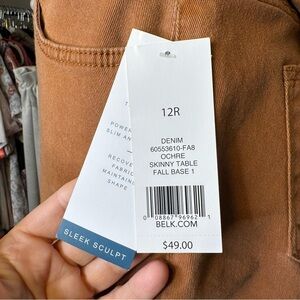 12R
DENIM
60553610-FA8
OCHRE
SKINNY TABLE
FALL BASE 1
0 08867 96962 1
BELK.COM
$49.00
POWER
SLIM AN
RECOVE
FABRIC
MAINTAIN
SHAPE
SLEEK SCULPT